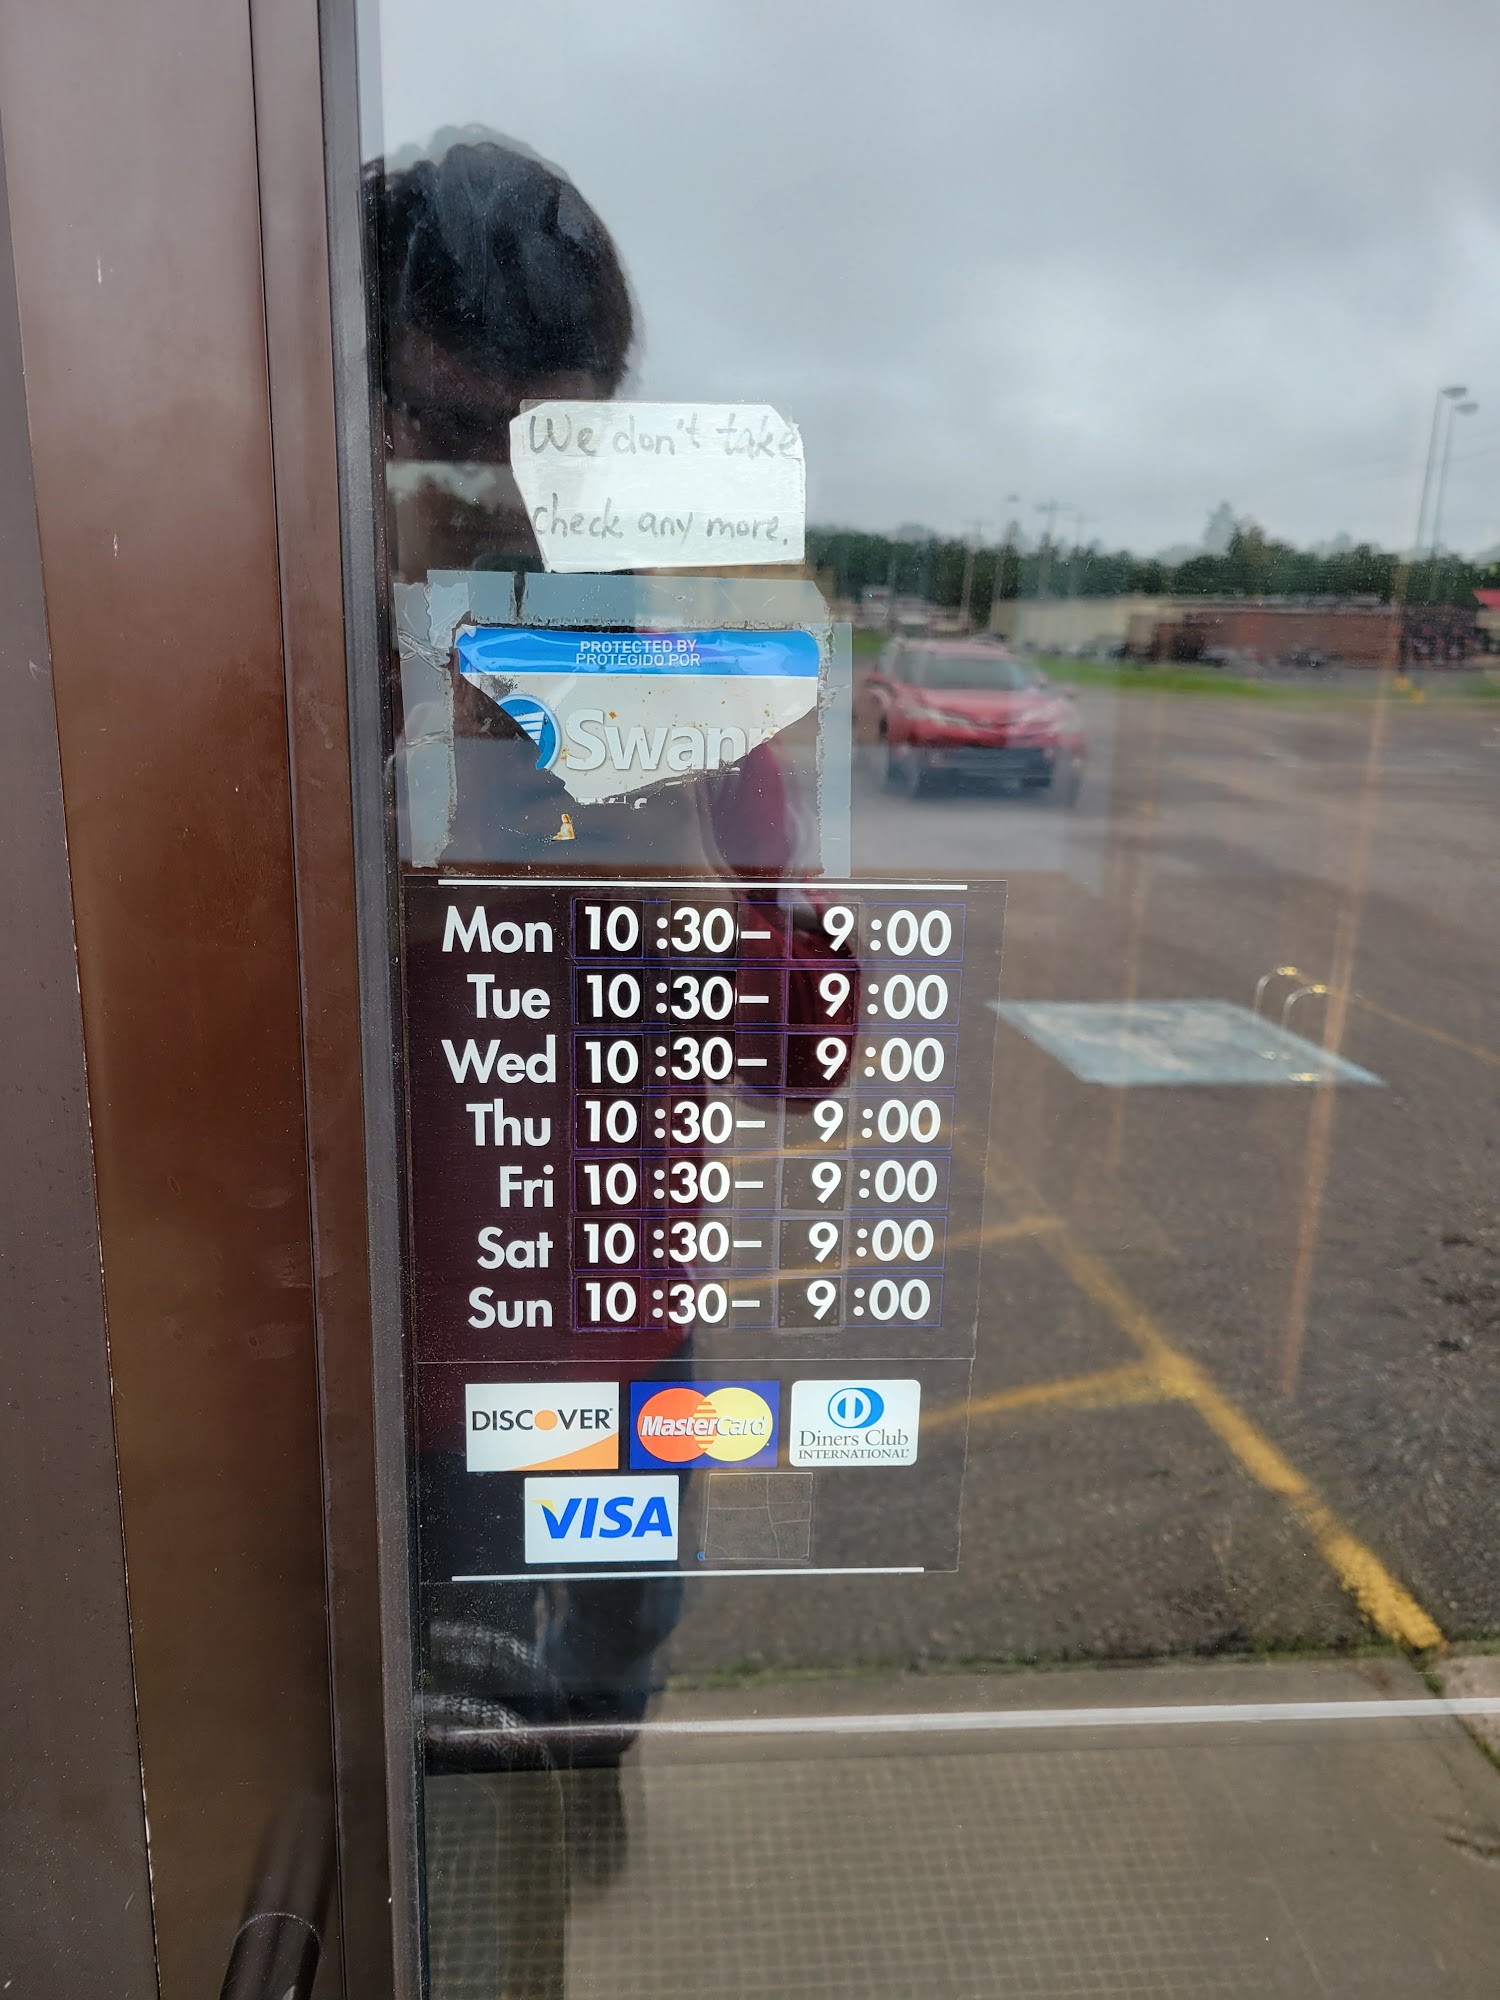 We don't take
check any more.
PROTECTED BY
PROTEGIDO POR
Swann
Mon 10:30– 9:00
Tue 10:30– 9:00
Wed 10:30– 9:00
Thu 10:30– 9:00
Fri 10:30– 9:00
Sat 10:30– 9:00
Sun 10:30– 9:00
DISCOVER
MasterCard
Diners Club
INTERNATIONAL
VISA